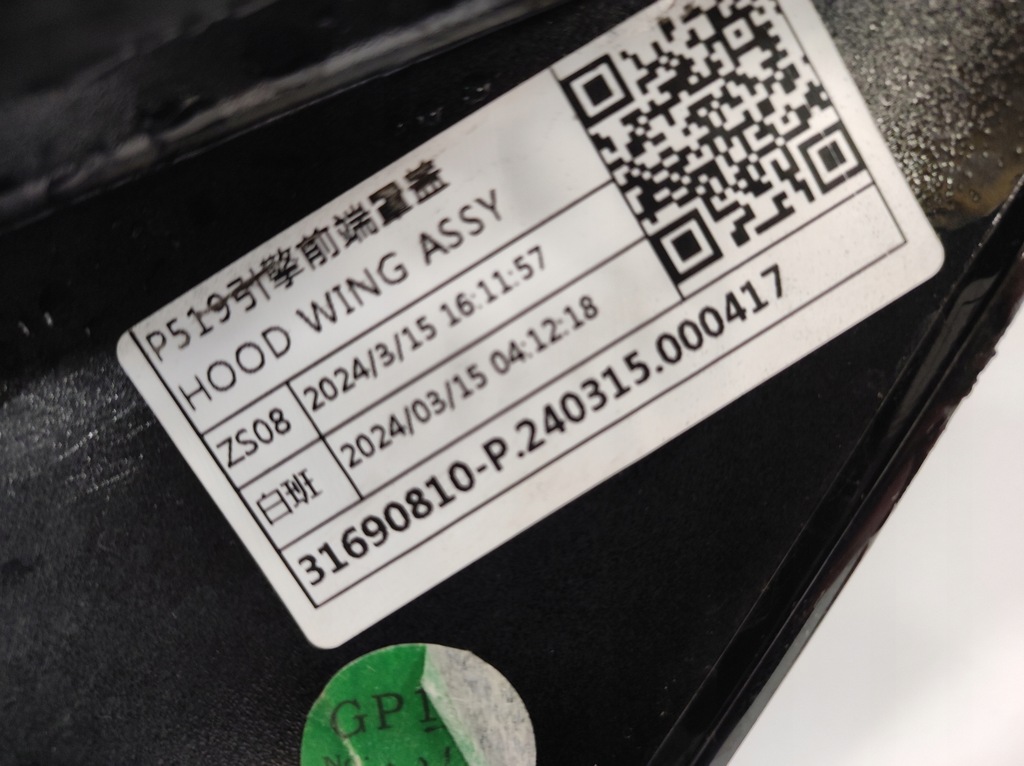 P519引擎前端罩盖
HOOD WING ASSY
ZS08 2024/3/15 16:11:57
白班 2024/03/15 04:12:18
31690810-P.240315.000417
GP1